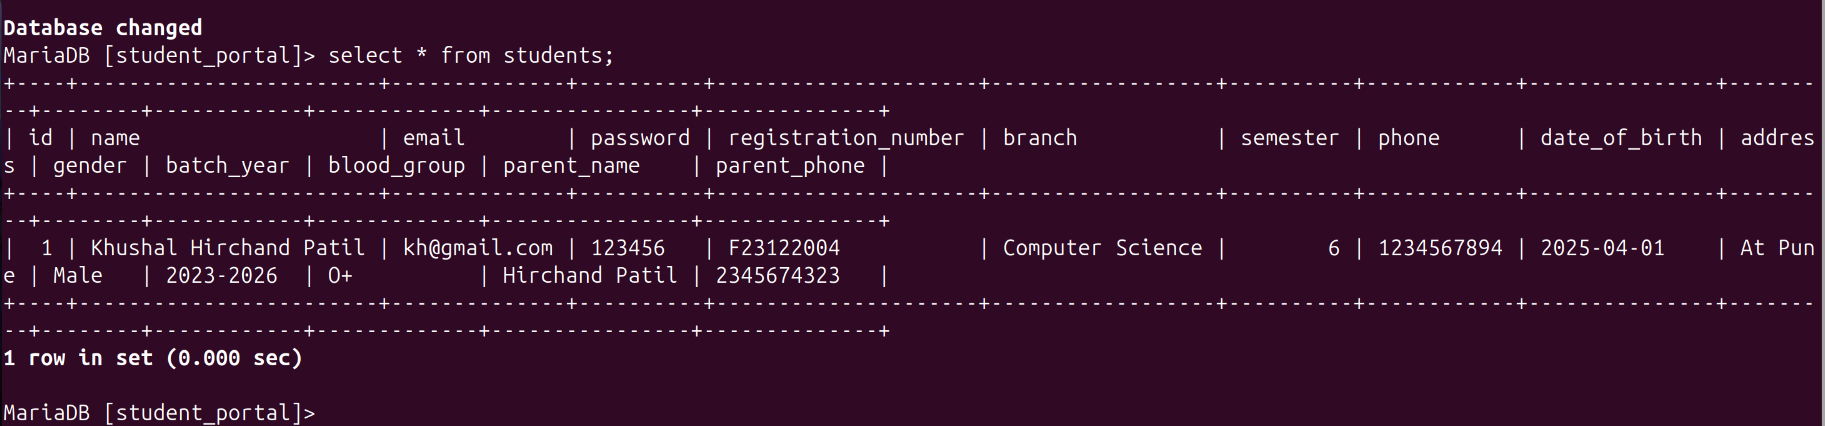 Database changed
MariaDB [student_portal]> select * from students;
+----+------------------------+--------------+----------+---------------------+------------------+----------+------------+---------------+-------
--+--------+------------+-------------+----------------+--------------+
| id | name                   | email        | password | registration_number | branch           | semester | phone      | date_of_birth | addres
s | gender | batch_year | blood_group | parent_name    | parent_phone |
+----+------------------------+--------------+----------+---------------------+------------------+----------+------------+---------------+-------
--+--------+------------+-------------+----------------+--------------+
|  1 | Khushal Hirchand Patil | kh@gmail.com | 123456   | F23122004           | Computer Science |        6 | 1234567894 | 2025-04-01    | At Pun
e | Male   | 2023-2026  | O+          | Hirchand Patil | 2345674323   |
+----+------------------------+--------------+----------+---------------------+------------------+----------+------------+---------------+-------
--+--------+------------+-------------+----------------+--------------+
1 row in set (0.000 sec)
MariaDB [student_portal]>